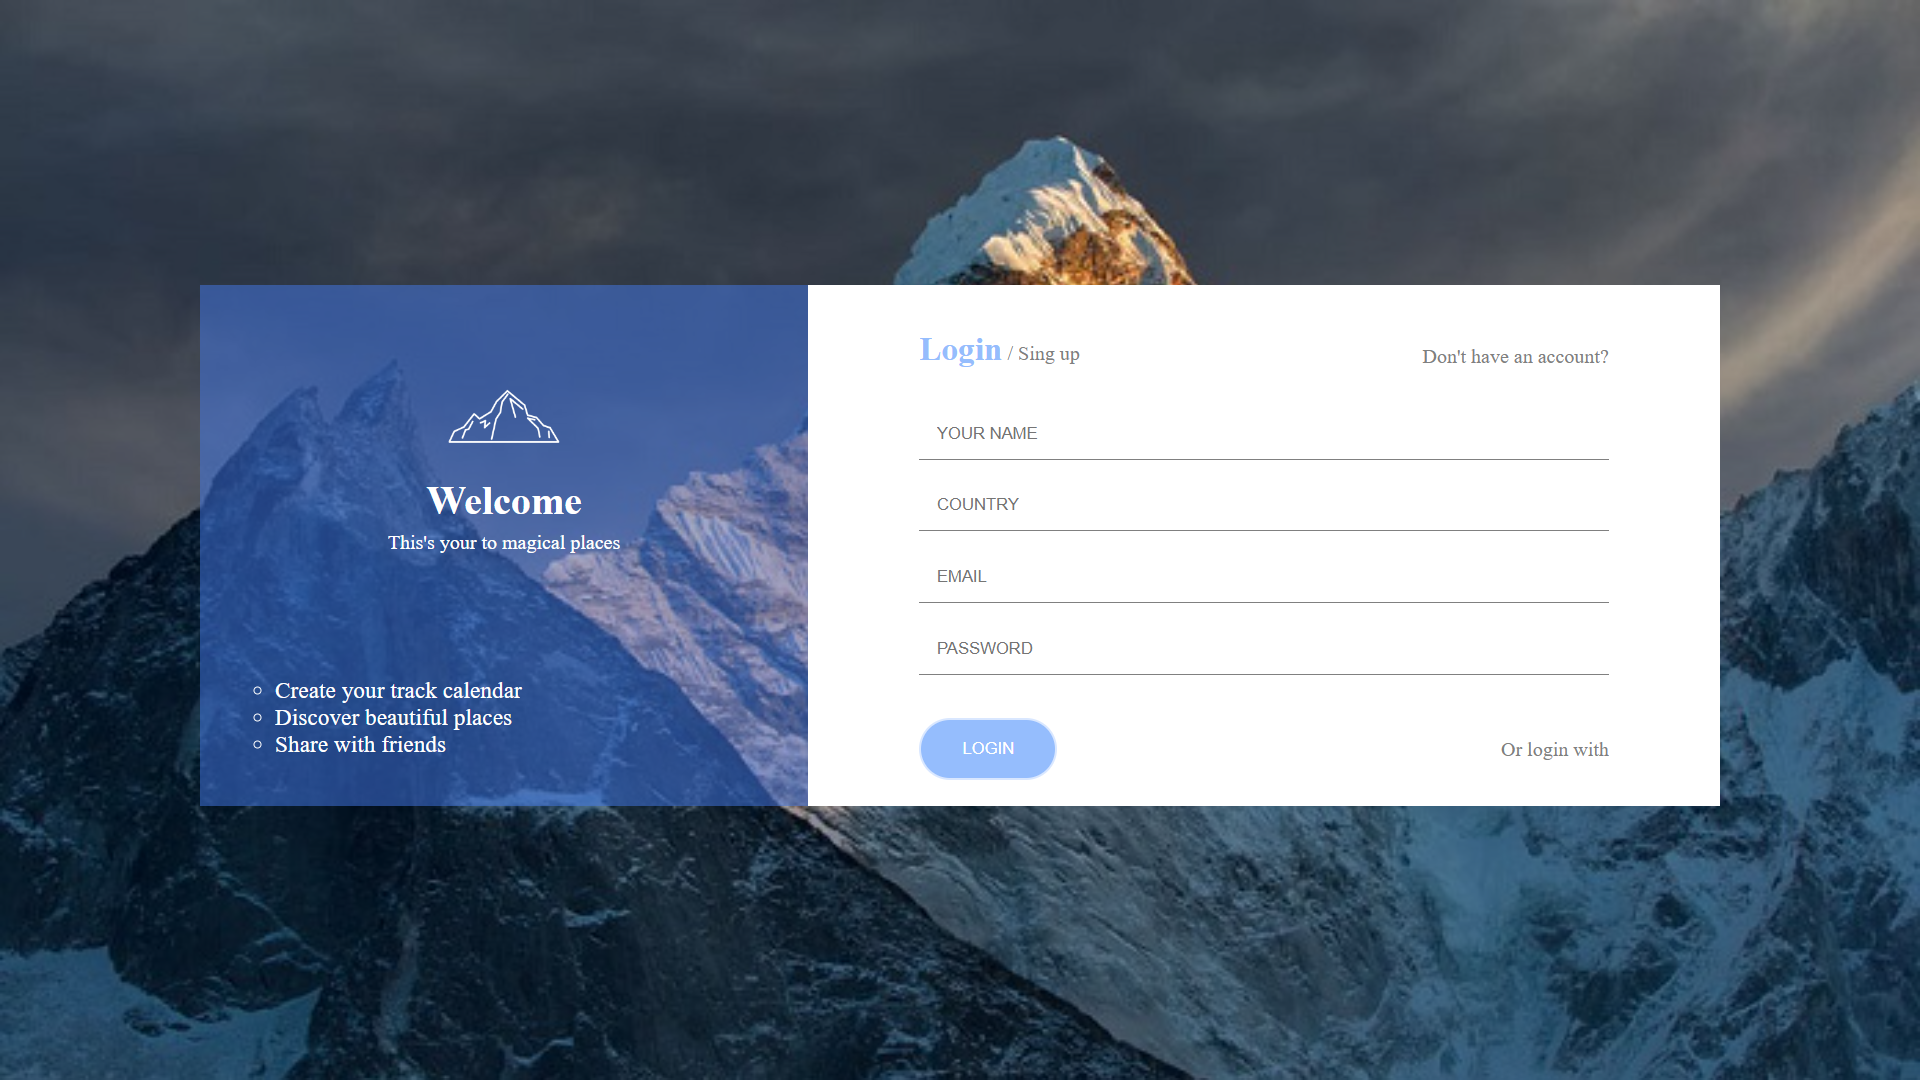 Welcome
This's your to magical places
Create your track calendar
Discover beautiful places
Share with friends
Login / Sing up
Don't have an account?
YOUR NAME
COUNTRY
EMAIL
PASSWORD
LOGIN
Or login with